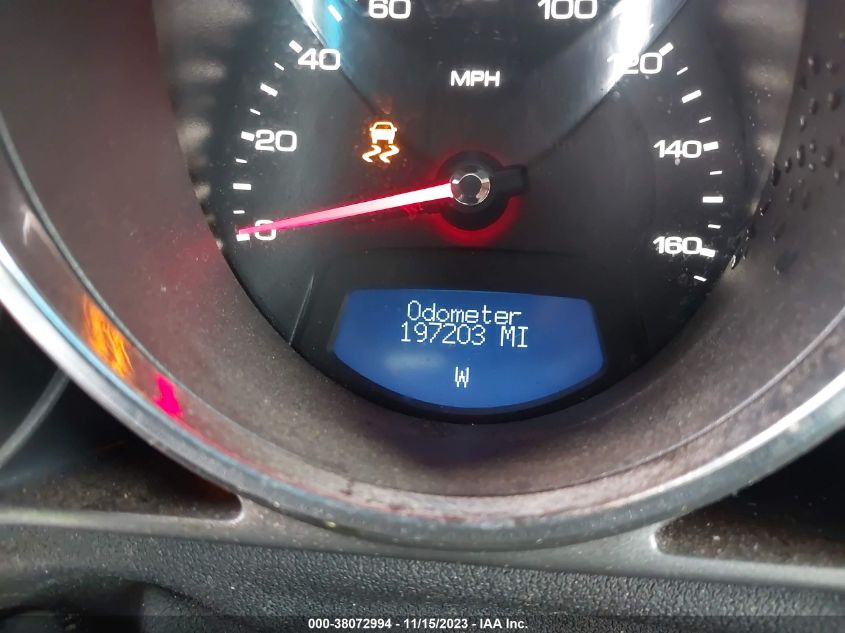 60 100
40 120
MPH
20 140
0 160
Odometer
197203 MI
W
000-38072994 - 11/15/2023 - IAA Inc.